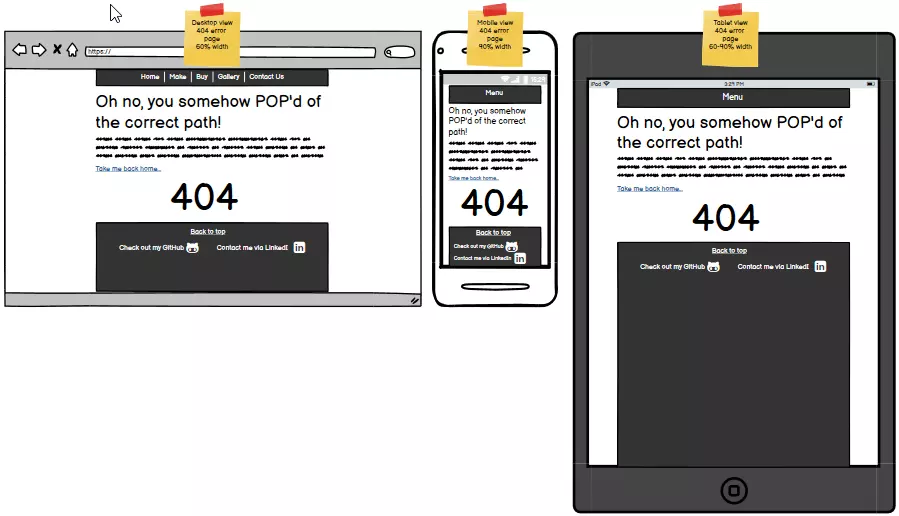 Desktop view
404 error
page
60% width
https://
Home | Make | Buy | Gallery | Contact Us
Oh no, you somehow POP'd of
the correct path!
Take me back home..
404
Back to top
Check out my GitHub
Contact me via LinkedI
in
Mobile view
404 error
page
90% width
Menu
Oh no, you somehow
POP'd of the correct
path!
Take me back home..
404
Back to top
Check out my GitHub
Contact me via LinkedIn
in
Tablet view
404 error
page
60-90% width
iPod
3:29 PM
Menu
Oh no, you somehow POP'd of
the correct path!
Take me back home..
404
Back to top
Check out my GitHub
Contact me via LinkedI
in